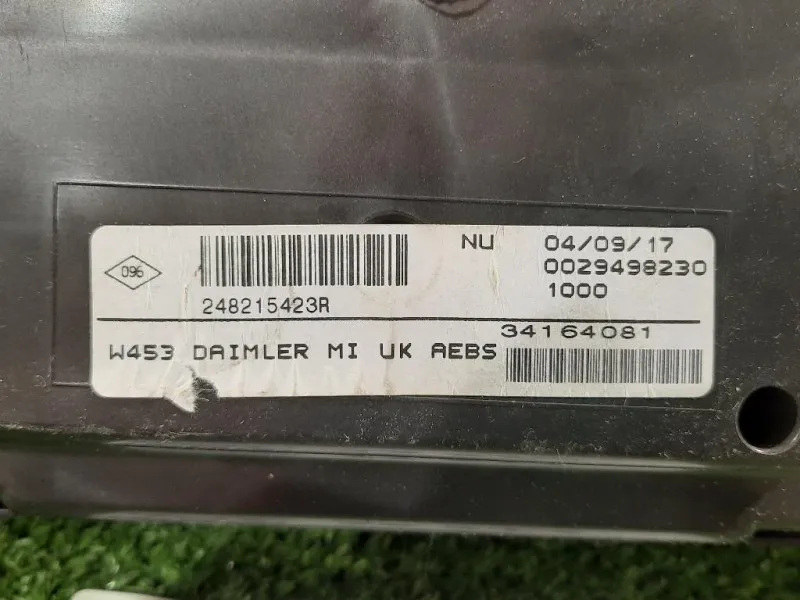 096
248215423R
NU 04/09/17
0029498230
1000
W453 DAIMLER MI UK AEBS
34164081